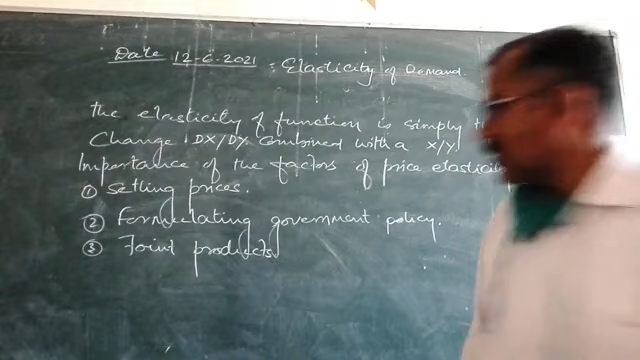 Date 12-6-2021 : Elasticity of Demand.
The elasticity of function is simply
Change DX/DY Combined with a X/Y.
Importance of the factors of price elasticity
① Setting prices.
② Formulating government policy.
③ Joint products